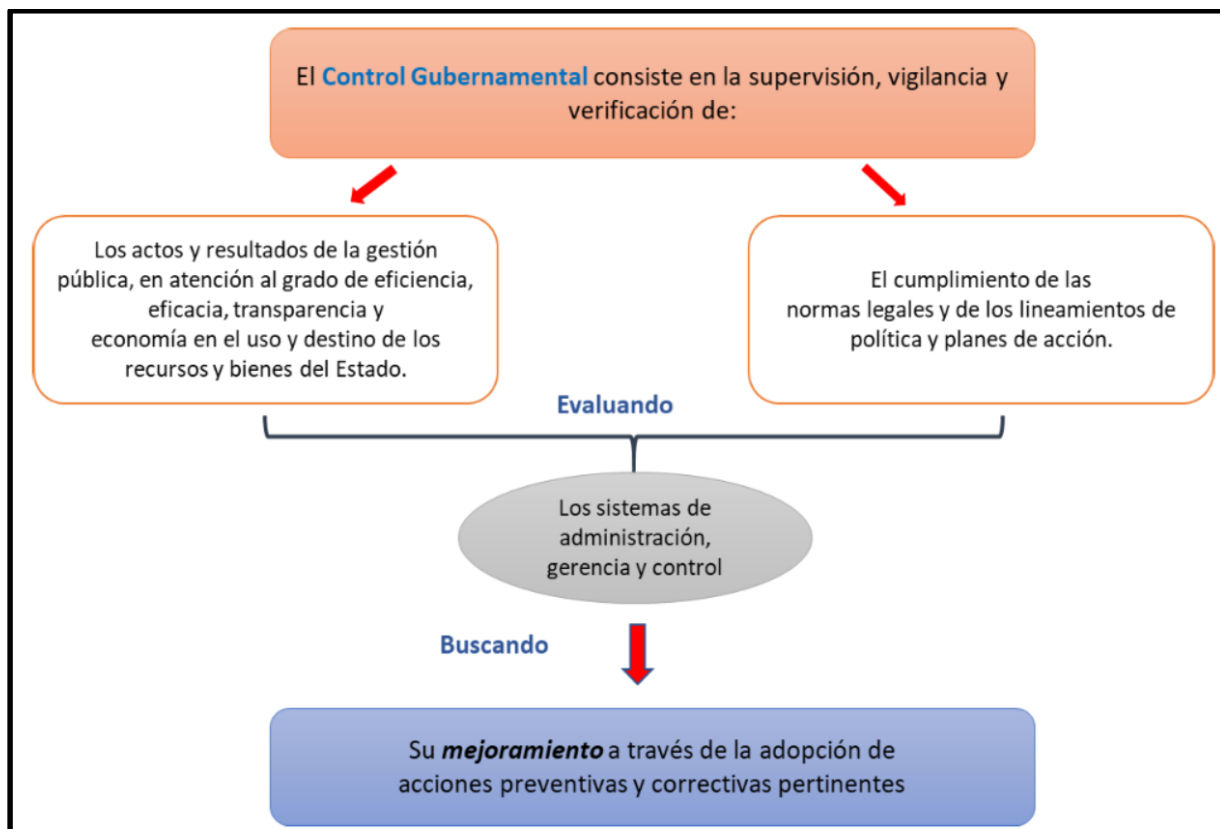 El Control Gubernamental consiste en la supervisión, vigilancia y
verificación de:
Los actos y resultados de la gestión
pública, en atención al grado de eficiencia,
eficacia, transparencia y
economía en el uso y destino de los
recursos y bienes del Estado.
El cumplimiento de las
normas legales y de los lineamientos de
política y planes de acción.
Evaluando
Los sistemas de
administración,
gerencia y control
Buscando
Su mejoramiento a través de la adopción de
acciones preventivas y correctivas pertinentes